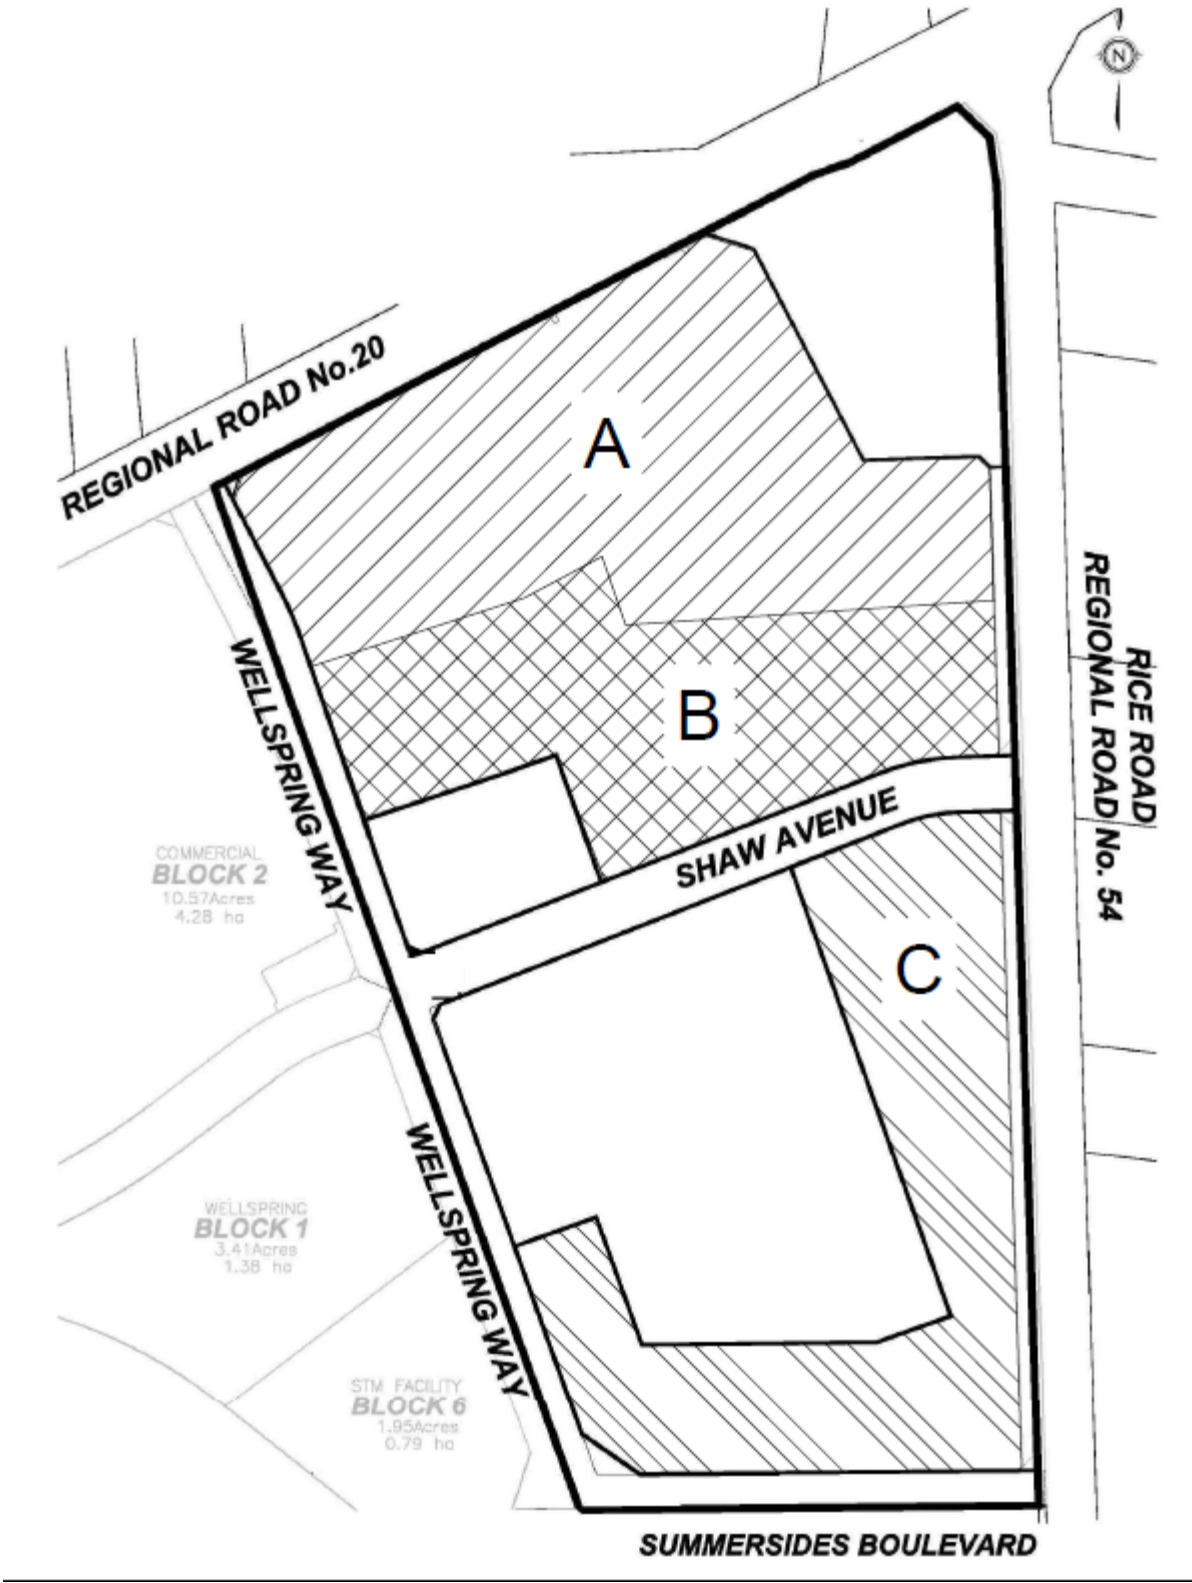 N
REGIONAL ROAD No.20
A
WELLSPRING WAY
B
RICE ROAD
REGIONAL ROAD No. 54
SHAW AVENUE
COMMERCIAL
BLOCK 2
10.57Acres
4.28 ha
C
WELLSPRING WAY
WELLSPRING
BLOCK 1
3.41Acres
1.38 ha
STM FACILITY
BLOCK 6
1.95Acres
0.79 ha
SUMMERSIDES BOULEVARD